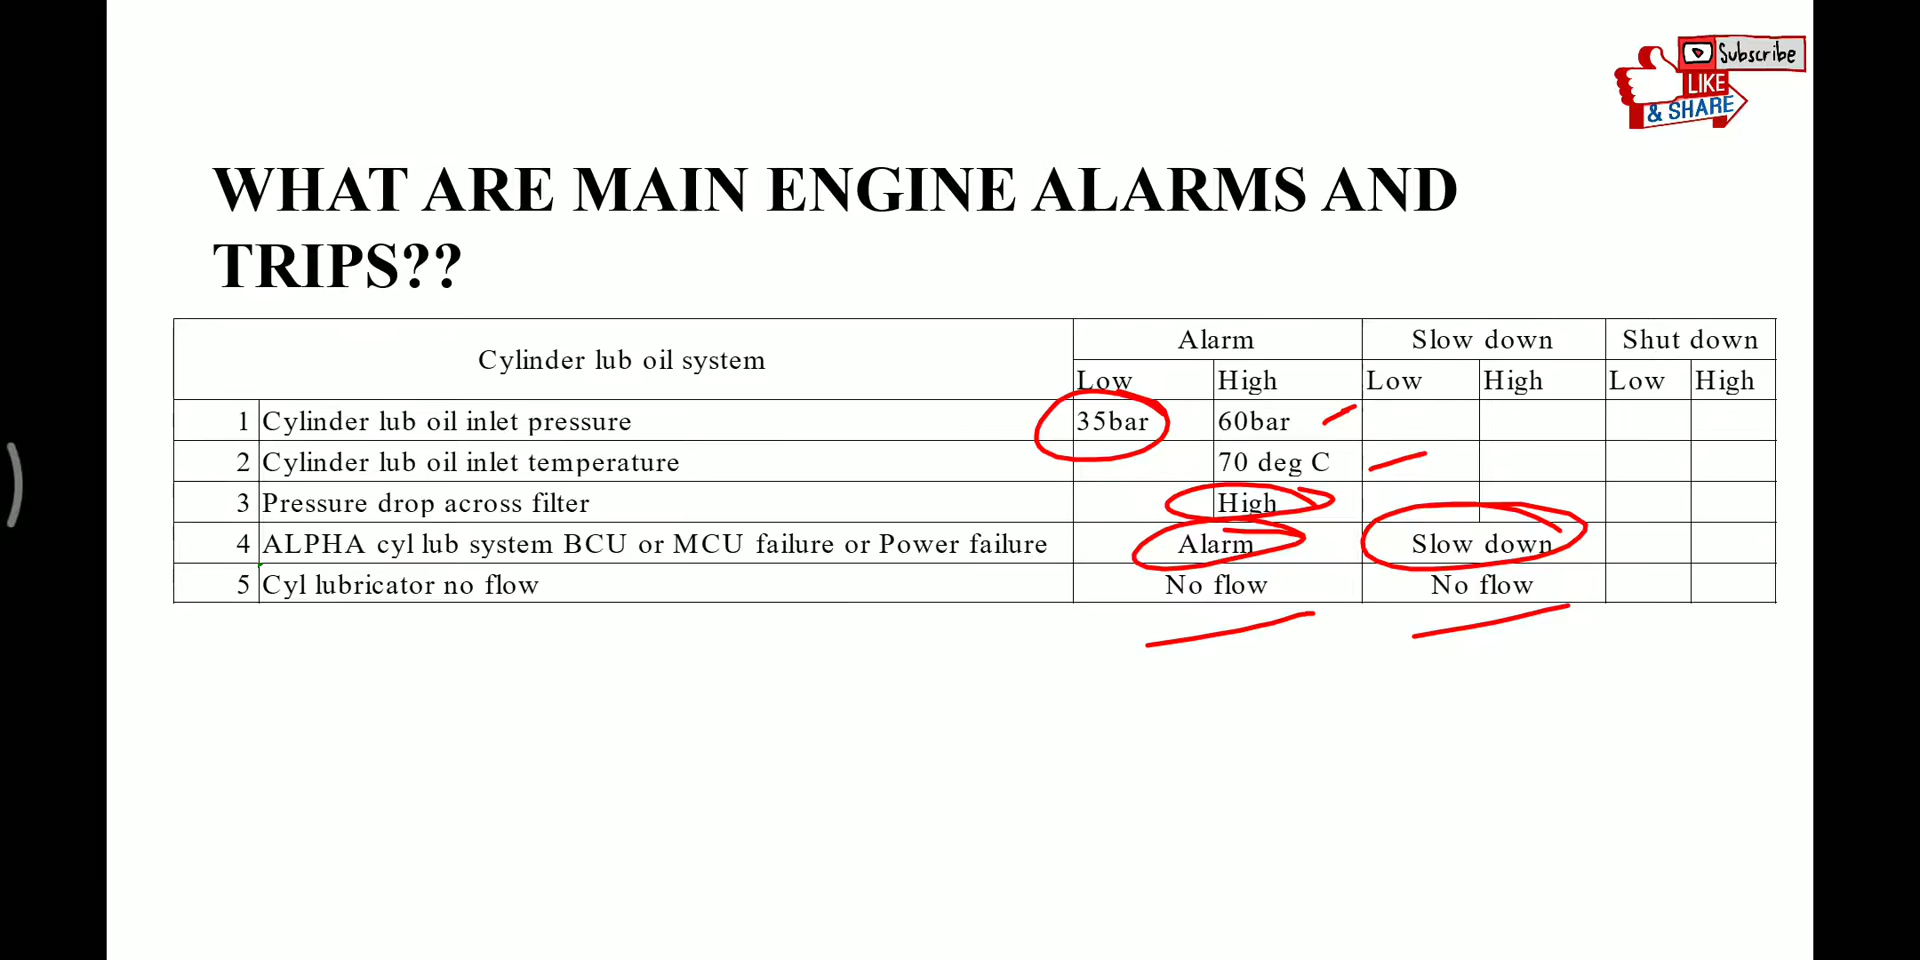 Subscribe
LIKE
& SHARE
WHAT ARE MAIN ENGINE ALARMS AND
TRIPS??
Cylinder lub oil system Alarm Slow down Shut down
Low High Low High Low High
1 Cylinder lub oil inlet pressure 35bar 60bar
2 Cylinder lub oil inlet temperature 70 deg C
3 Pressure drop across filter High
4 ALPHA cyl lub system BCU or MCU failure or Power failure Alarm Slow down
5 Cyl lubricator no flow No flow No flow